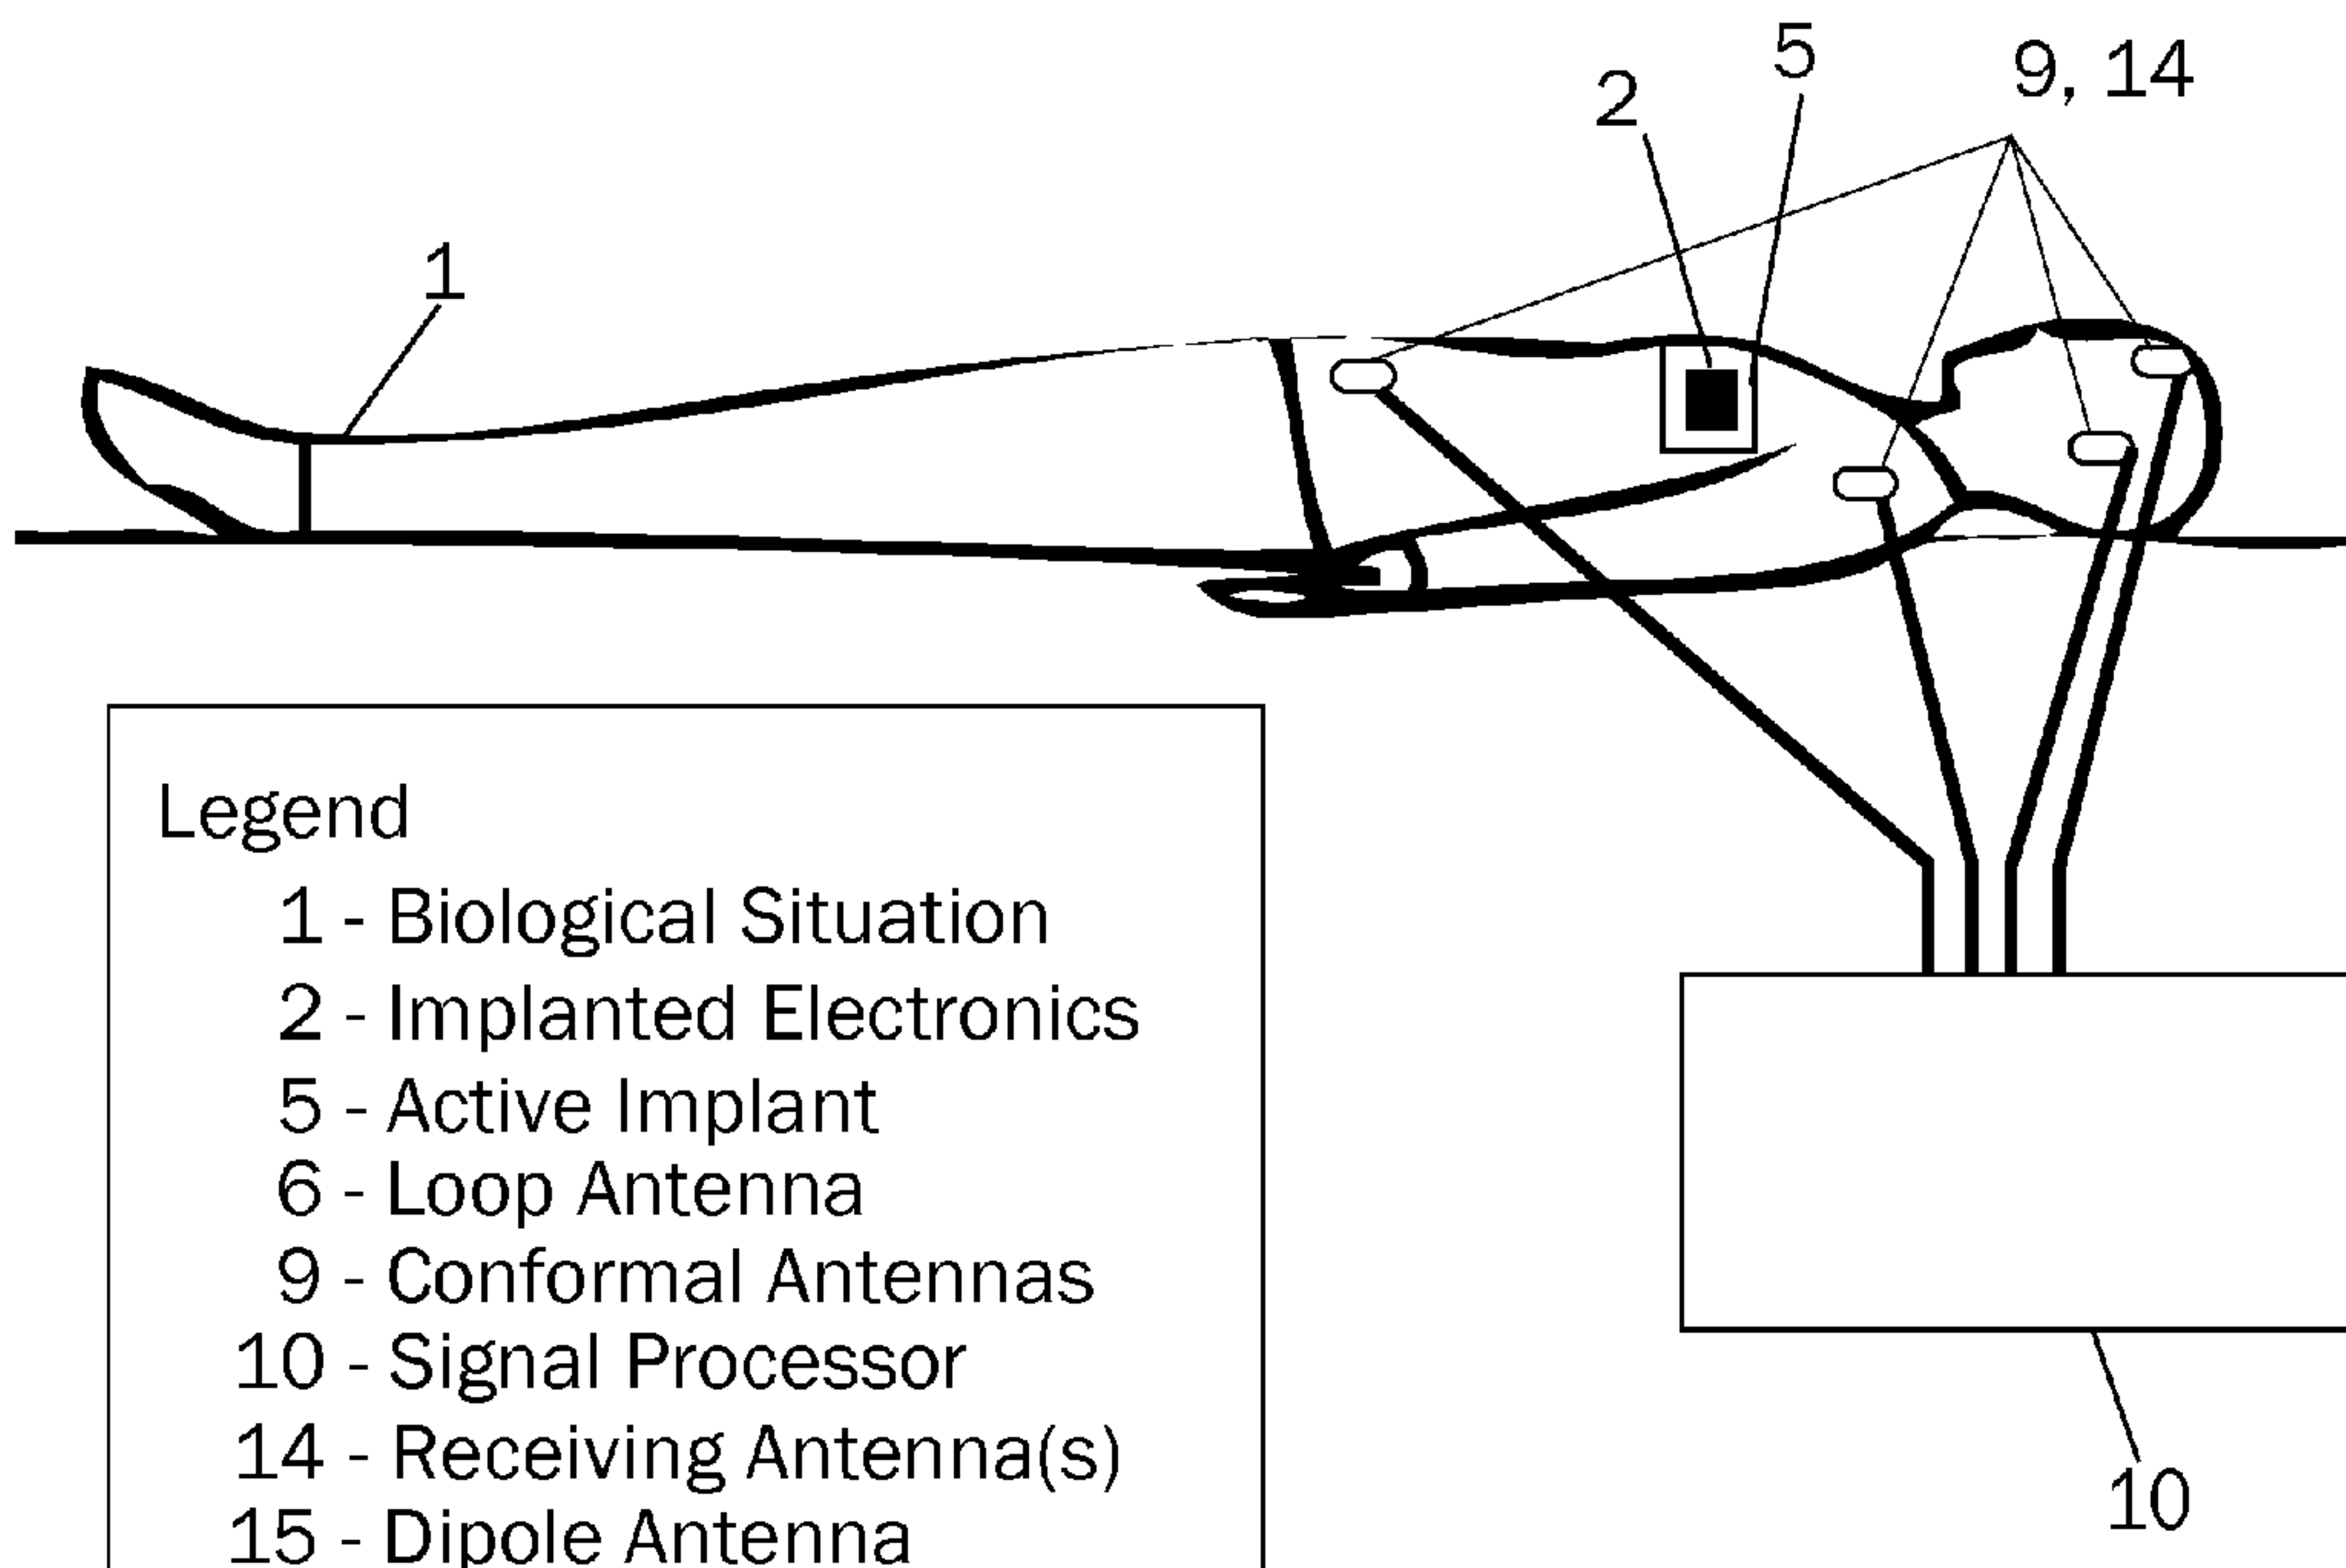 5
9, 14
2
1
Legend
1 - Biological Situation
2 - Implanted Electronics
5 - Active Implant
6 - Loop Antenna
9 - Conformal Antennas
10 - Signal Processor
14 - Receiving Antenna(s)
15 - Dipole Antenna
10